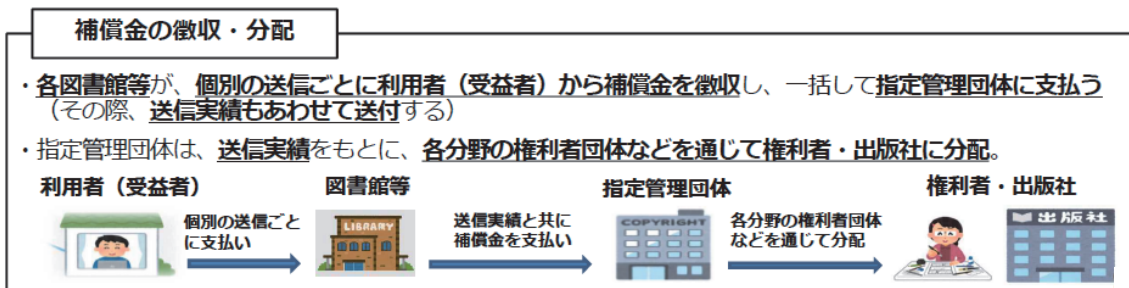 補償金の徴収・分配
・各図書館等が、個別の送信ごとに利用者（受益者）から補償金を徴収し、一括して指定管理団体に支払う
（その際、送信実績もあわせて送付する）
・指定管理団体は、送信実績をもとに、各分野の権利者団体などを通じて権利者・出版社に分配。
利用者（受益者）
図書館等
指定管理団体
権利者・出版社
個別の送信ごと
に支払い
LIBRARY
送信実績と共に
補償金を支払い
COPYRIGHT
各分野の権利者団体
などを通じて分配
出版社